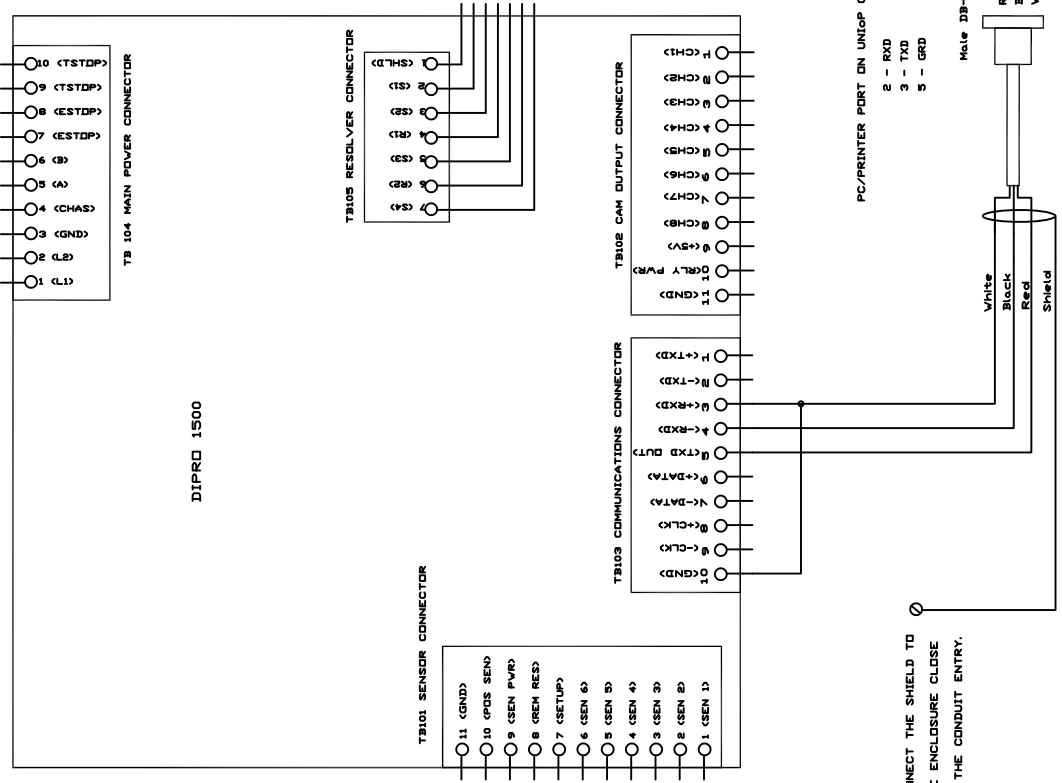 10 (TSTOP)
9 (TSTOP)
8 (ESTOP)
7 (ESTOP)
6 (B)
5 (A)
4 (CHAS)
3 (GND)
2 (L2)
1 (L1)
TB 104 MAIN POWER CONNECTOR
TB105 RESOLVER CONNECTOR
1 (SHLD)
2 (S1)
3 (S2)
4 (R1)
5 (S3)
6 (R2)
7 (S4)
TB102 CAM OUTPUT CONNECTOR
1 (CH1)
2 (CH2)
3 (CH3)
4 (CH4)
5 (CH5)
6 (CH6)
7 (CH7)
8 (CH8)
9 (+5V)
10 (RLY PWR)
11 (GND)
TB103 COMMUNICATIONS CONNECTOR
1 (+TXD)
2 (-TXD)
3 (+RXD)
4 (-RXD)
5 (TXD OUT)
6 (+DATA)
7 (-DATA)
8 (+CLK)
9 (-CLK)
10 (GND)
DIPRO 1500
TB101 SENSOR CONNECTOR
11 (GND)
10 (POS SEN)
9 (SEN PWR)
8 (REM RES)
7 (SETUP)
6 (SEN 6)
5 (SEN 5)
4 (SEN 4)
3 (SEN 3)
2 (SEN 2)
1 (SEN 1)
PC/PRINTER PORT ON UNIOP
2 - RXD
3 - TXD
5 - GRD
Male DB-
White
Black
Red
Shield
NECT THE SHIELD TO
ENCLOSURE CLOSE
THE CONDUIT ENTRY.